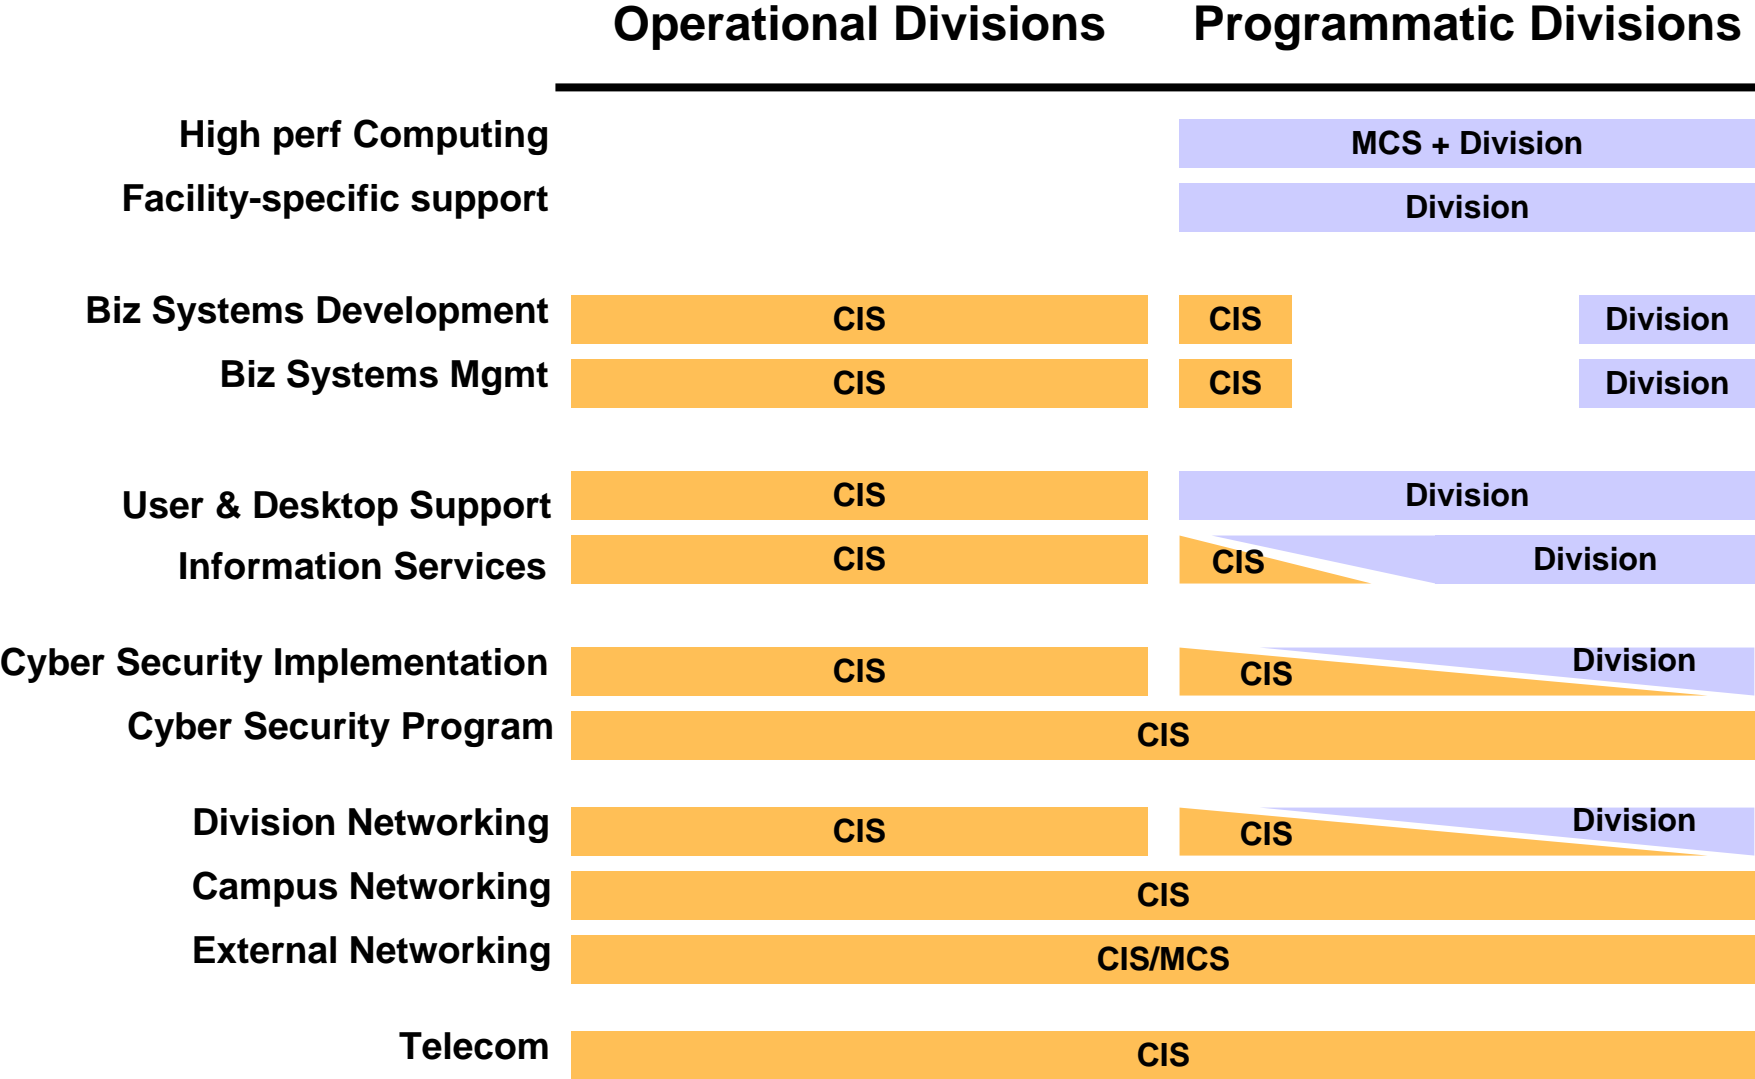 Operational Divisions Programmatic Divisions
High perf Computing MCS + Division
Facility-specific support Division
Biz Systems Development CIS CIS Division
Biz Systems Mgmt CIS CIS Division
User & Desktop Support CIS Division
Information Services CIS CIS Division
Cyber Security Implementation CIS CIS Division
Cyber Security Program CIS
Division Networking CIS CIS Division
Campus Networking CIS
External Networking CIS/MCS
Telecom CIS